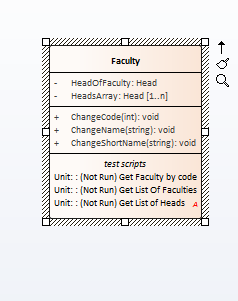 Faculty
- HeadOfFaculty: Head
- HeadsArray: Head [1..n]
+ ChangeCode(int): void
+ ChangeName(string): void
+ ChangeShortName(string): void
test scripts
Unit: : (Not Run) Get Faculty by code
Unit: : (Not Run) Get List Of Faculties
Unit: : (Not Run) Get List of Heads A